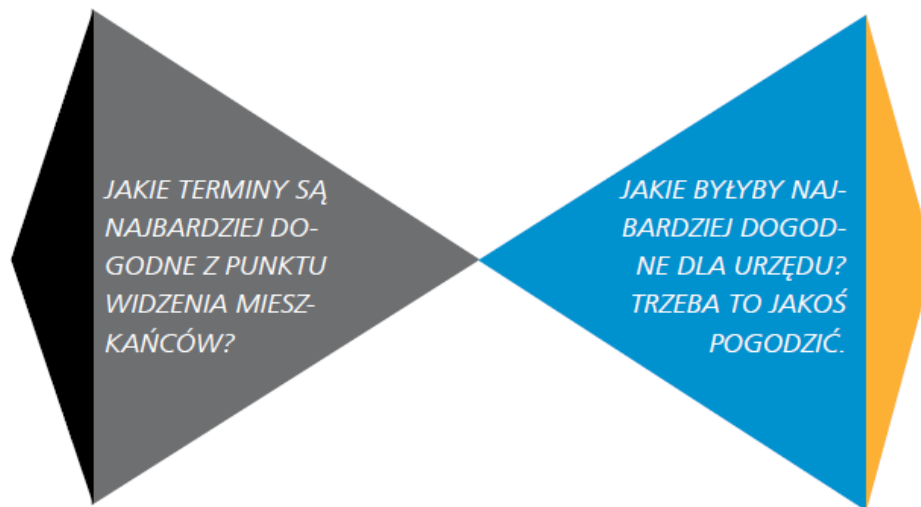 JAKIE TERMINY SĄ
NAJBARDZIEJ DO-
GODNE Z PUNKTU
WIDZENIA MIESZ-
KAŃCÓW?
JAKIE BYŁYBY NAJ-
BARDZIEJ DOGOD-
NE DLA URZĘDU?
TRZEBA TO JAKOŚ
POGODZIĆ.